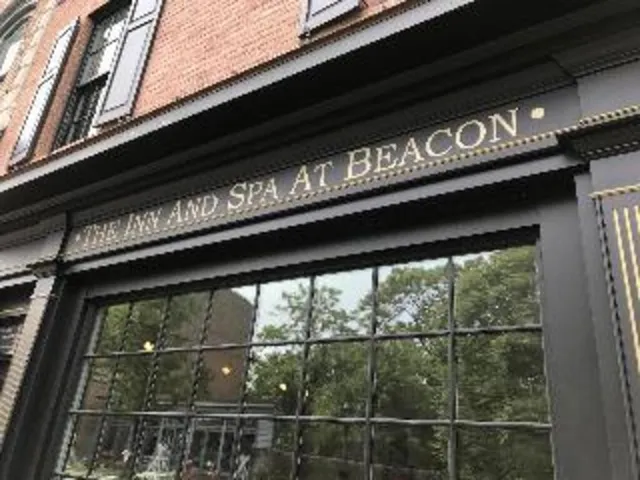 • THE INN AND SPA AT BEACON •